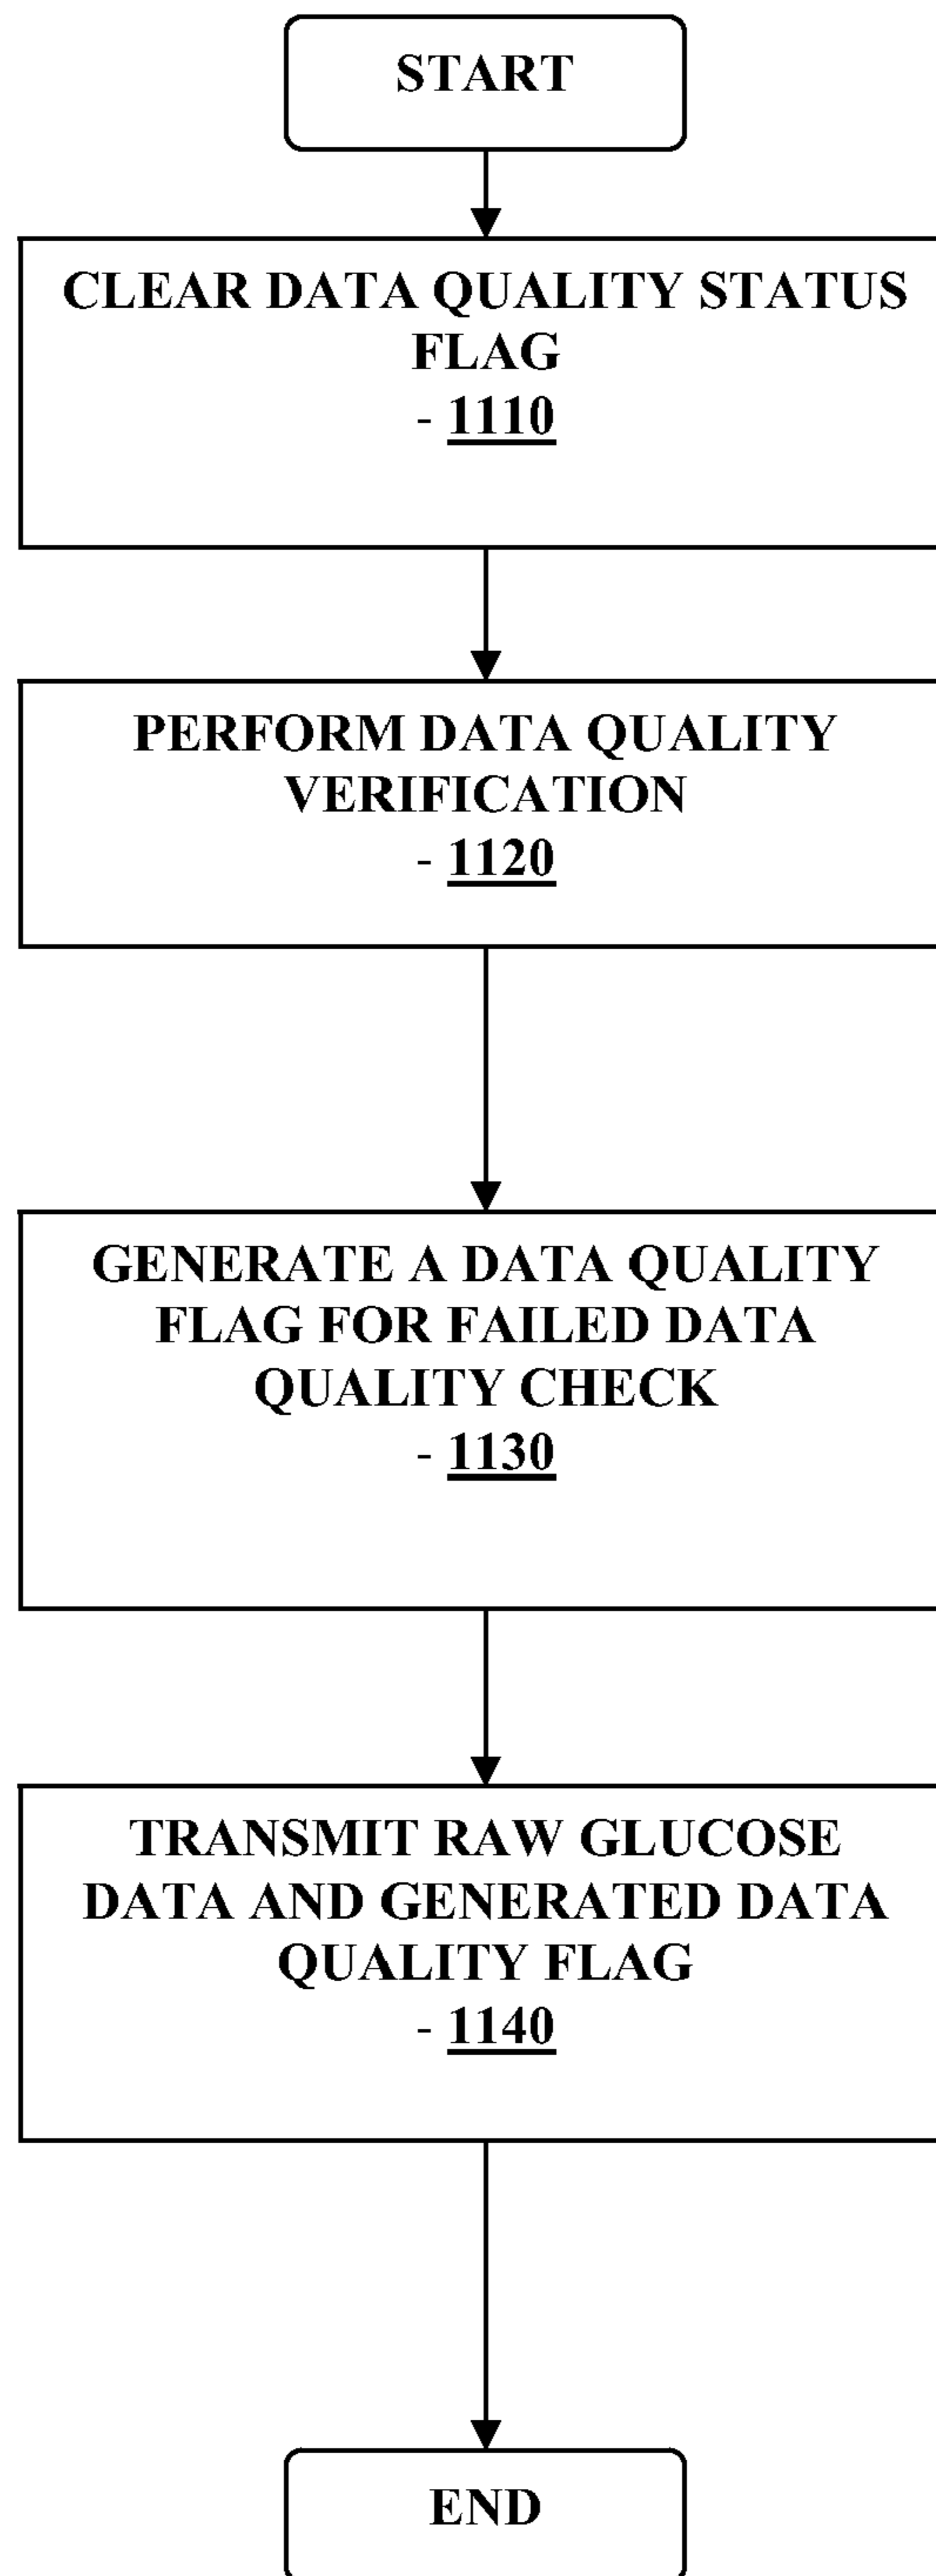 START
CLEAR DATA QUALITY STATUS
FLAG
- 1110
PERFORM DATA QUALITY
VERIFICATION
- 1120
GENERATE A DATA QUALITY
FLAG FOR FAILED DATA
QUALITY CHECK
- 1130
TRANSMIT RAW GLUCOSE
DATA AND GENERATED DATA
QUALITY FLAG
- 1140
END